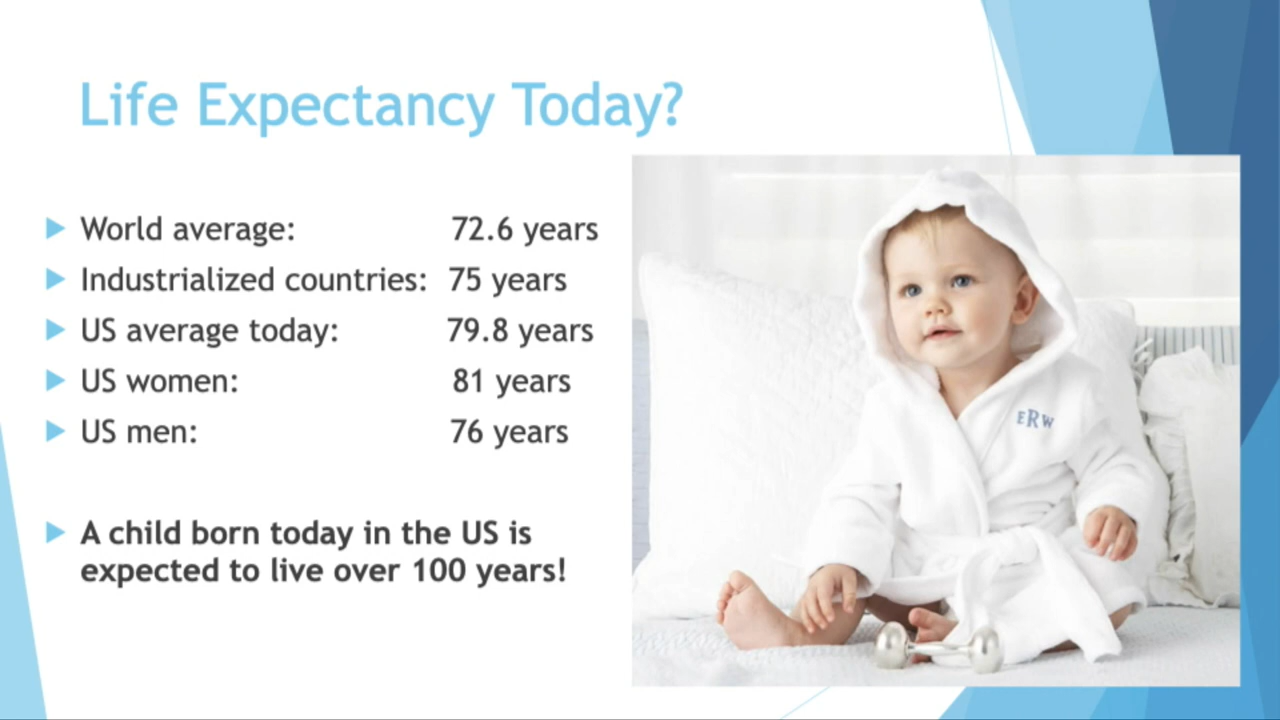 Life Expectancy Today?
World average: 72.6 years
Industrialized countries: 75 years
US average today: 79.8 years
US women: 81 years
US men: 76 years
A child born today in the US is
expected to live over 100 years!
ERW